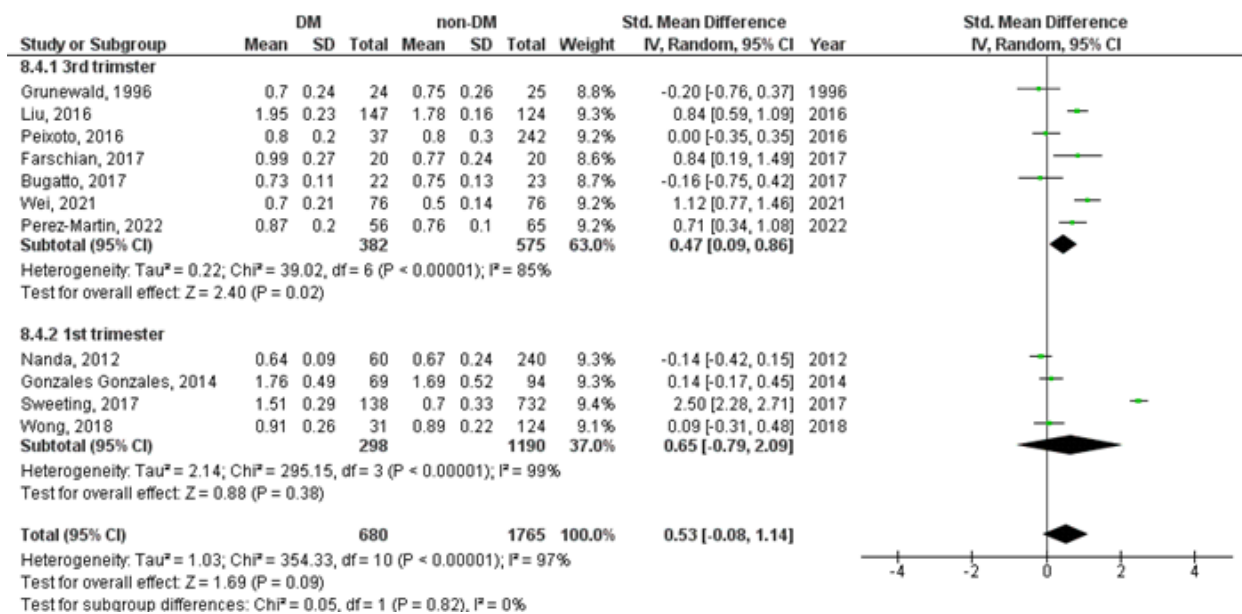 DM non-DM Std. Mean Difference Std. Mean Difference
Study or Subgroup Mean SD Total Mean SD Total Weight IV, Random, 95% CI Year IV, Random, 95% CI
8.4.1 3rd trimster
Grunewald, 1996 0.7 0.24 24 0.75 0.26 25 8.8% -0.20 [-0.76, 0.37] 1996
Liu, 2016 1.95 0.23 147 1.78 0.16 124 9.3% 0.84 [0.59, 1.09] 2016
Peixoto, 2016 0.8 0.2 37 0.8 0.3 242 9.2% 0.00 [-0.35, 0.35] 2016
Farschian, 2017 0.99 0.27 20 0.77 0.24 20 8.6% 0.84 [0.19, 1.49] 2017
Bugatto, 2017 0.73 0.11 22 0.75 0.13 23 8.7% -0.16 [-0.75, 0.42] 2017
Wei, 2021 0.7 0.21 76 0.5 0.14 76 9.2% 1.12 [0.77, 1.46] 2021
Perez-Martin, 2022 0.87 0.2 56 0.76 0.1 65 9.2% 0.71 [0.34, 1.08] 2022
Subtotal (95% CI) 382 575 63.0% 0.47 [0.09, 0.86]
Heterogeneity: Tau² = 0.22; Chi² = 39.02, df = 6 (P < 0.00001); I² = 85%
Test for overall effect: Z = 2.40 (P = 0.02)
8.4.2 1st trimester
Nanda, 2012 0.64 0.09 60 0.67 0.24 240 9.3% -0.14 [-0.42, 0.15] 2012
Gonzales Gonzales, 2014 1.76 0.49 69 1.69 0.52 94 9.3% 0.14 [-0.17, 0.45] 2014
Sweeting, 2017 1.51 0.29 138 0.7 0.33 732 9.4% 2.50 [2.28, 2.71] 2017
Wong, 2018 0.91 0.26 31 0.89 0.22 124 9.1% 0.09 [-0.31, 0.48] 2018
Subtotal (95% CI) 298 1190 37.0% 0.65 [-0.79, 2.09]
Heterogeneity: Tau² = 2.14; Chi² = 295.15, df = 3 (P < 0.00001); I² = 99%
Test for overall effect: Z = 0.88 (P = 0.38)
Total (95% CI) 680 1765 100.0% 0.53 [-0.08, 1.14]
Heterogeneity: Tau² = 1.03; Chi² = 354.33, df = 10 (P < 0.00001); I² = 97%
Test for overall effect: Z = 1.69 (P = 0.09)
Test for subgroup differences: Chi² = 0.05, df = 1 (P = 0.82), I² = 0%
-4 -2 0 2 4